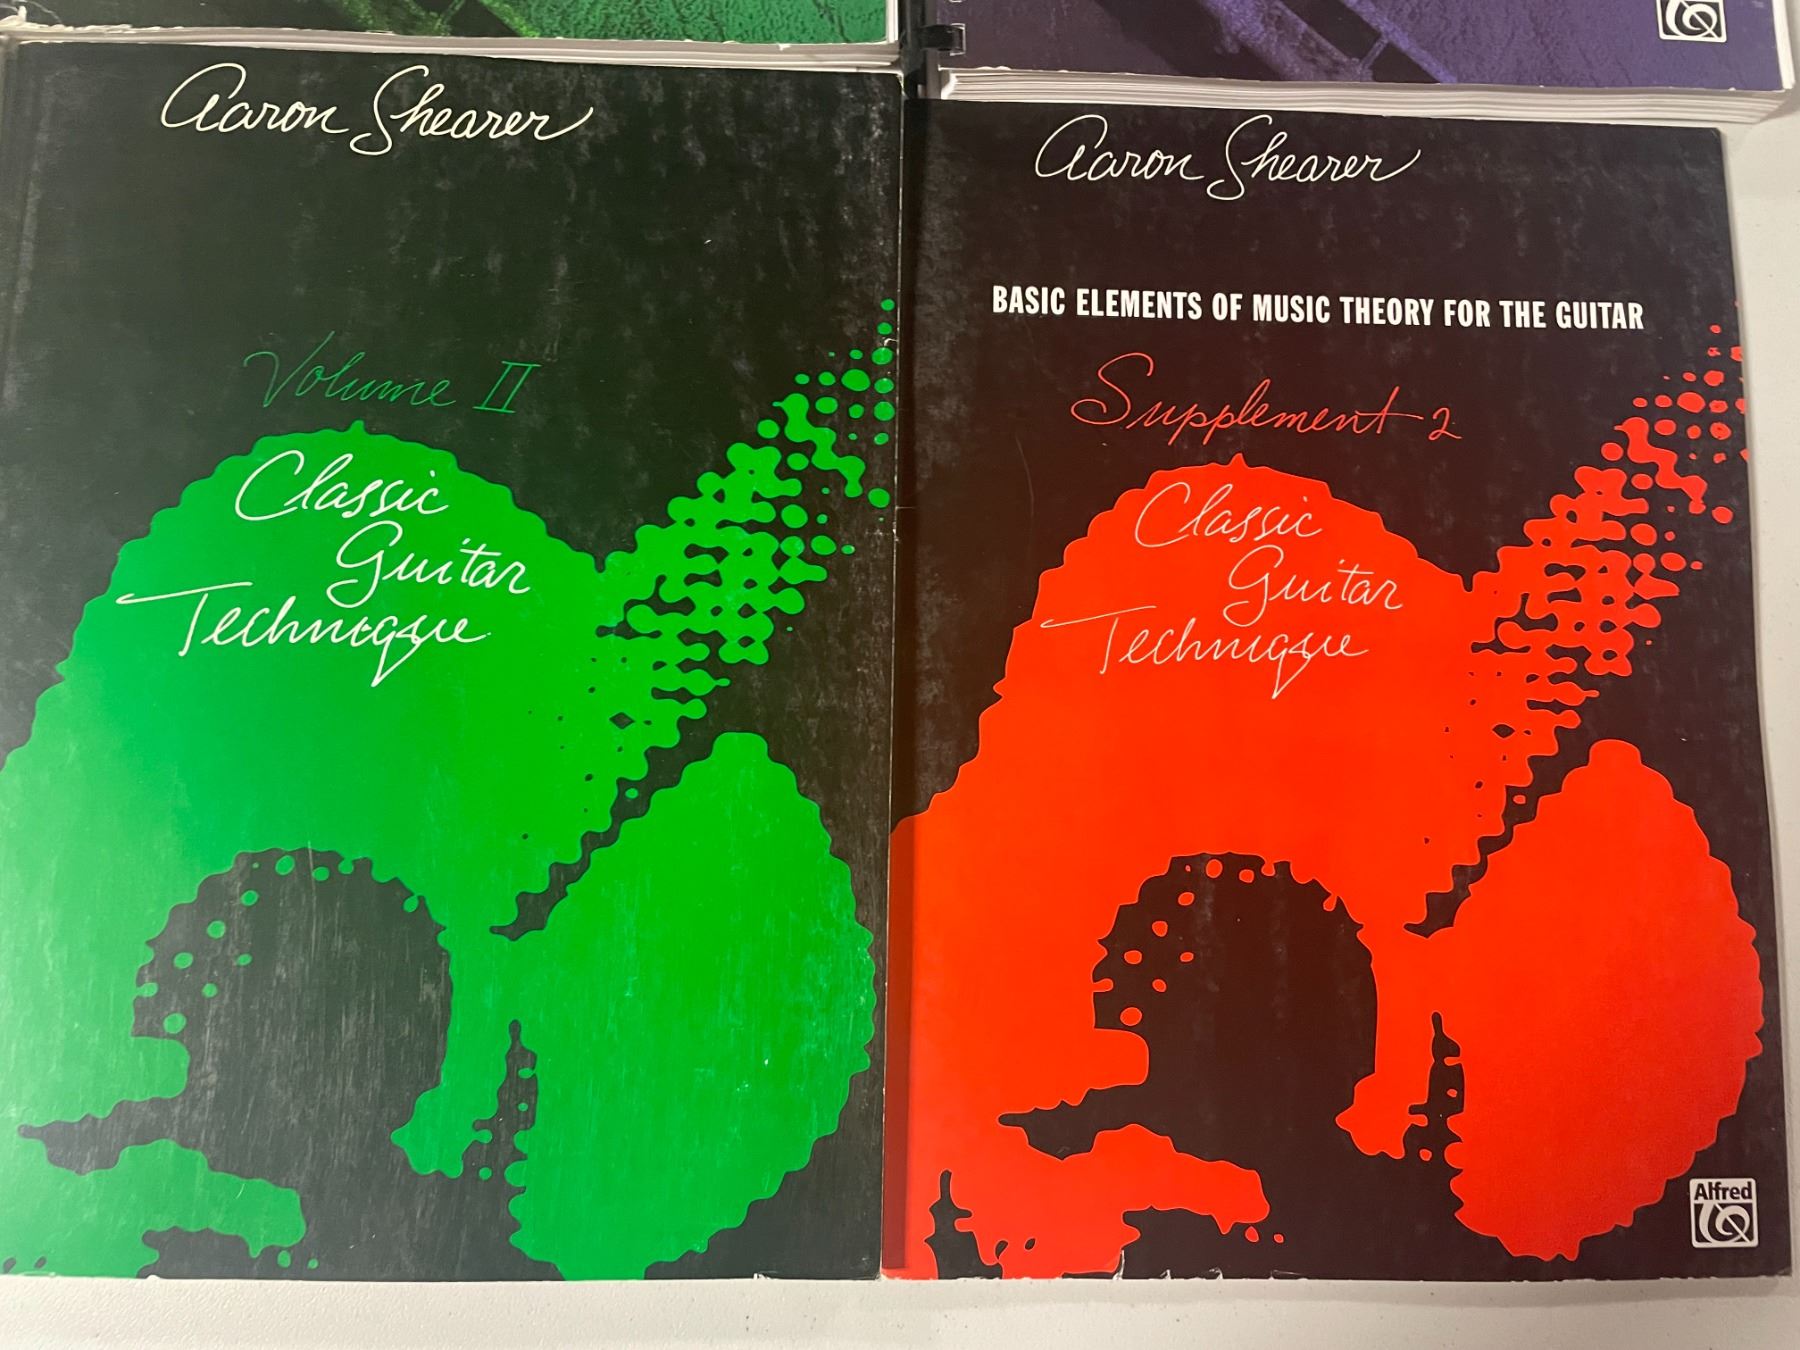 Aaron Shearer
Volume II
Classic
Guitar
Technique
Aaron Shearer
BASIC ELEMENTS OF MUSIC THEORY FOR THE GUITAR
Supplement 2
Classic
Guitar
Technique
Alfred